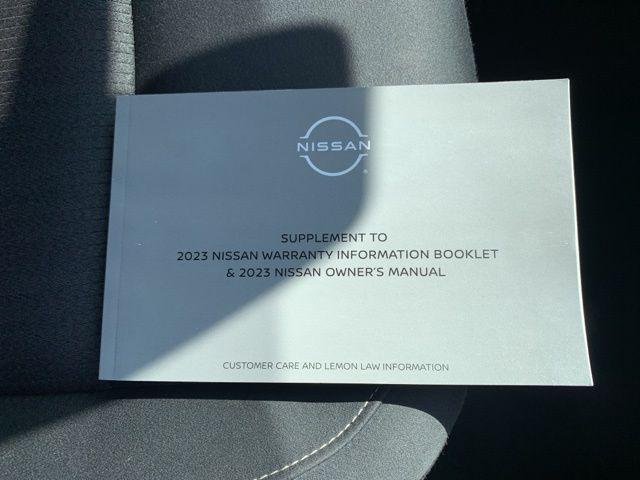 NISSAN
SUPPLEMENT TO
2023 NISSAN WARRANTY INFORMATION BOOKLET
& 2023 NISSAN OWNER'S MANUAL
CUSTOMER CARE AND LEMON LAW INFORMATION